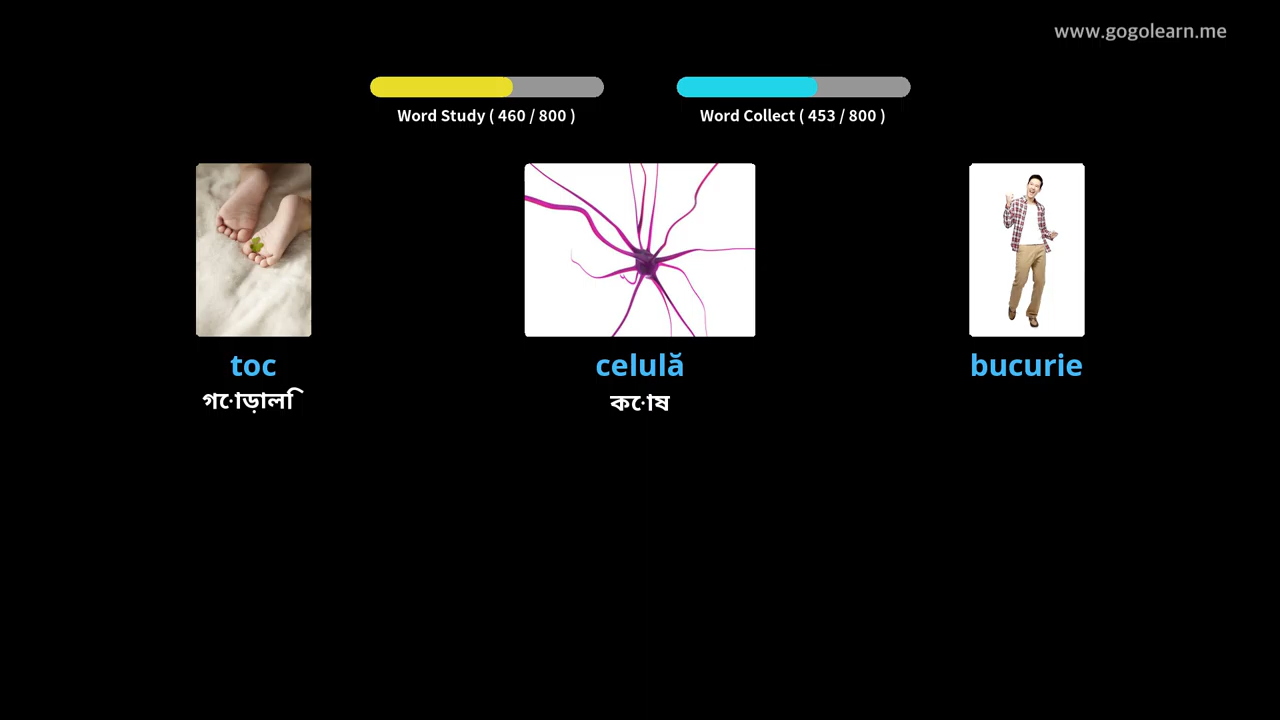 www.gogolearn.me
Word Study ( 460 / 800 )
Word Collect ( 453 / 800 )
toc
গোড়ালি
celulă
কোষ
bucurie